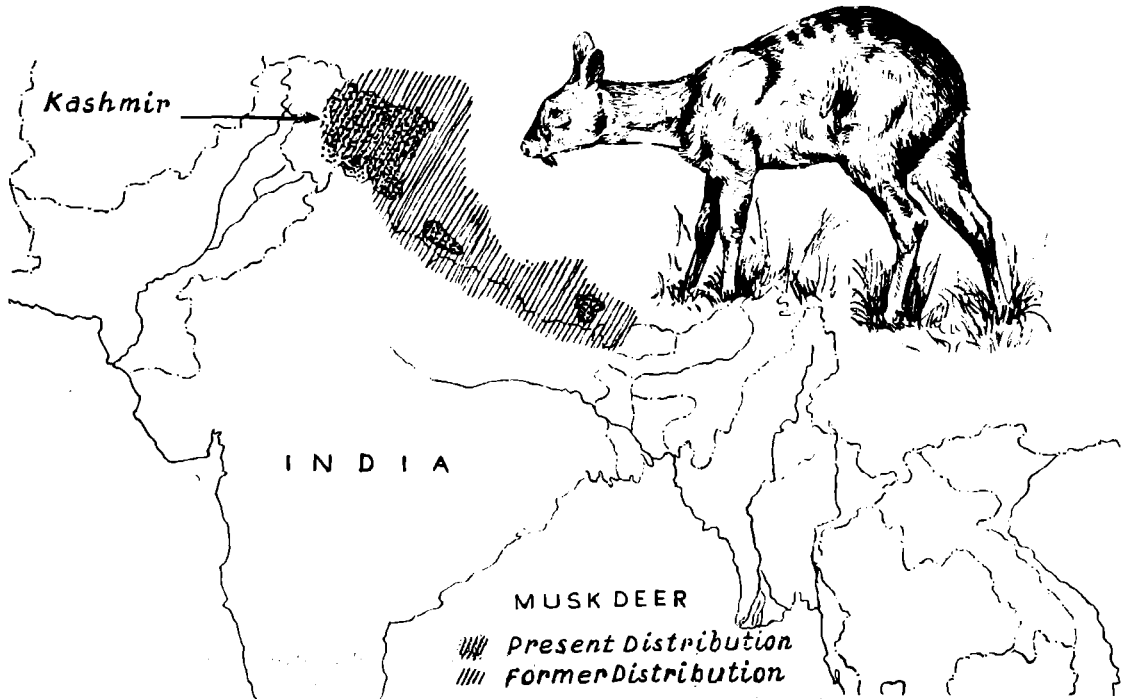 Kashmir
INDIA
MUSK DEER
Present Distribution
Former Distribution